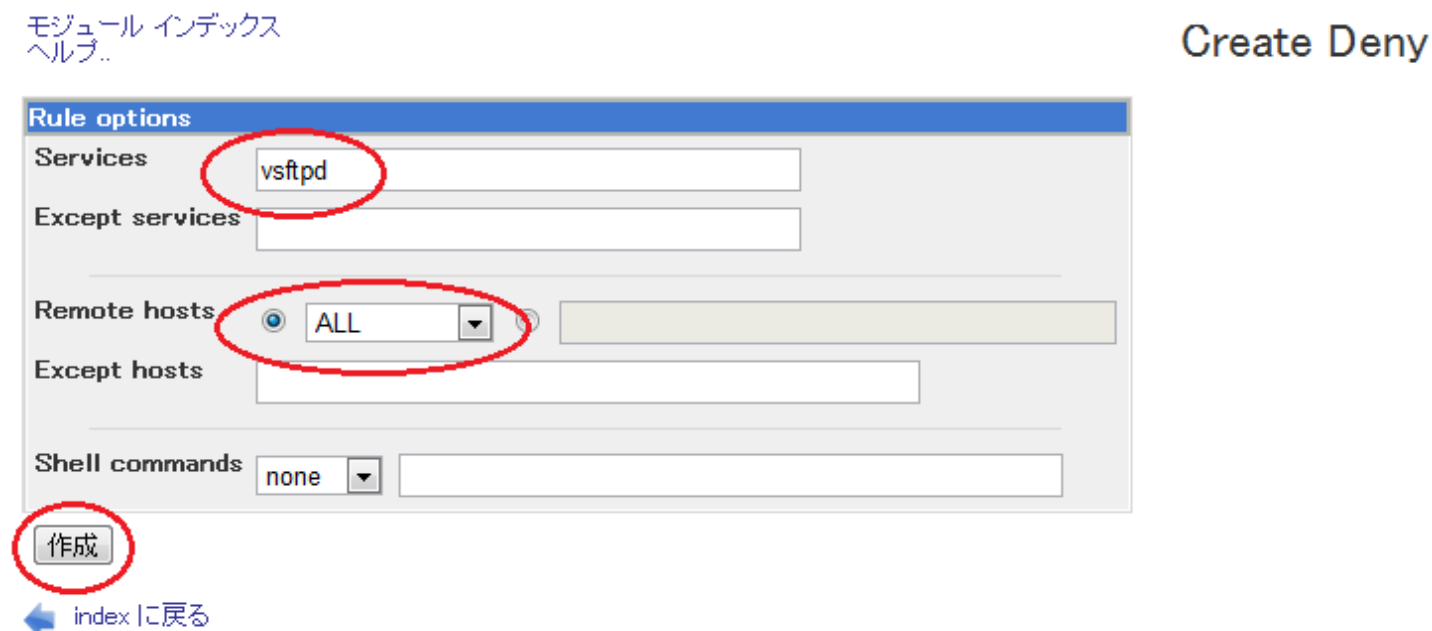 モジュール インデックス
ヘルプ..
Create Deny
Rule options
Services vsftpd
Except services
Remote hosts ALL
Except hosts
Shell commands none
作成
index に戻る